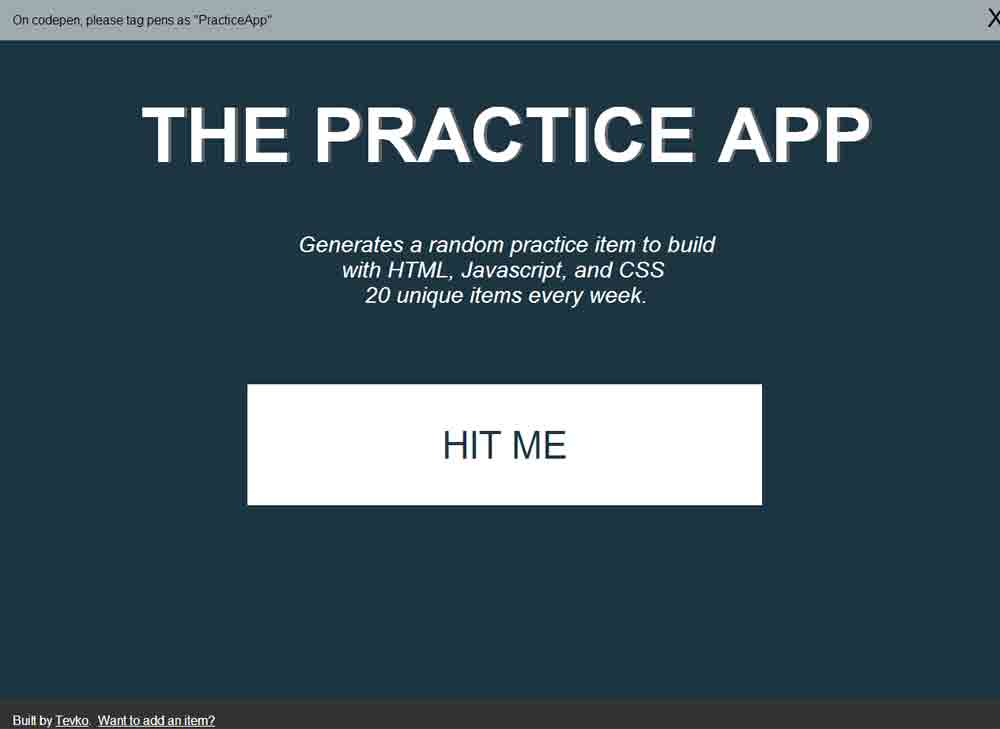 On codepen, please tag pens as "PracticeApp"
X
THE PRACTICE APP
Generates a random practice item to build
with HTML, Javascript, and CSS
20 unique items every week.
HIT ME
Built by Tevko. Want to add an item?